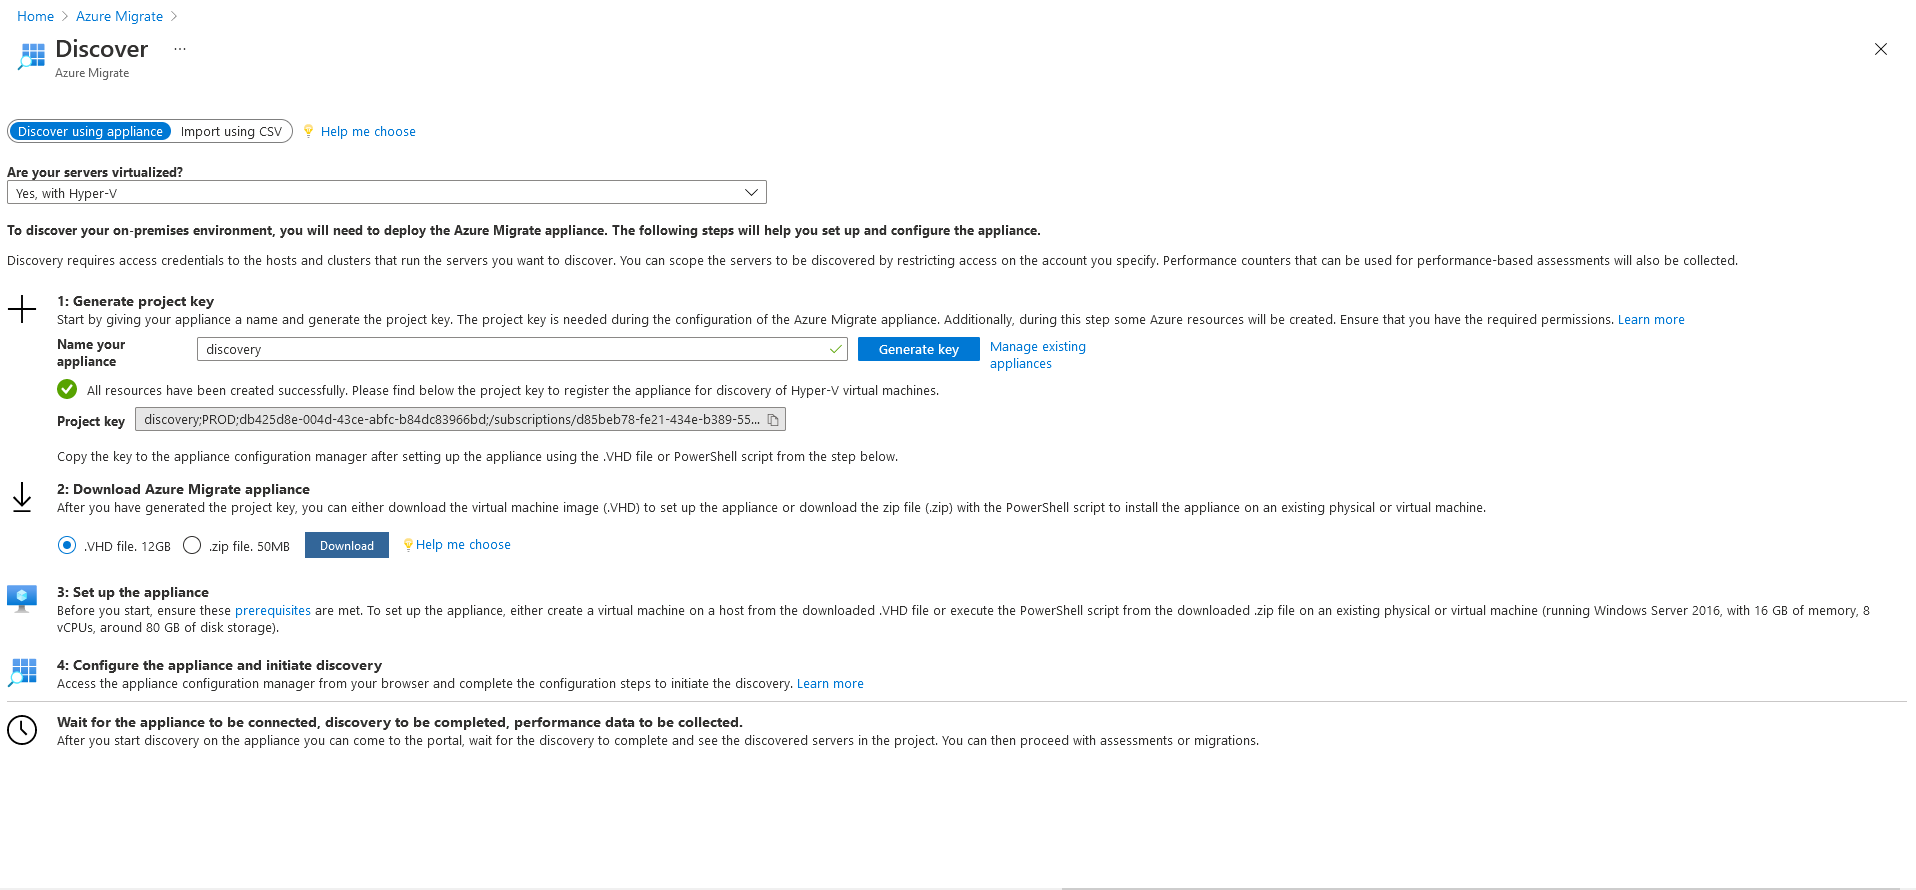 Home > Azure Migrate >
Discover ...
Azure Migrate
Discover using appliance Import using CSV Help me choose
Are your servers virtualized?
Yes, with Hyper-V
To discover your on-premises environment, you will need to deploy the Azure Migrate appliance. The following steps will help you set up and configure the appliance.
Discovery requires access credentials to the hosts and clusters that run the servers you want to discover. You can scope the servers to be discovered by restricting access on the account you specify. Performance counters that can be used for performance-based assessments will also be collected.
1: Generate project key
Start by giving your appliance a name and generate the project key. The project key is needed during the configuration of the Azure Migrate appliance. Additionally, during this step some Azure resources will be created. Ensure that you have the required permissions. Learn more
Name your
appliance
discovery
Generate key
Manage existing
appliances
All resources have been created successfully. Please find below the project key to register the appliance for discovery of Hyper-V virtual machines.
Project key discovery;PROD;db425d8e-004d-43ce-abfc-b84dc83966bd;/subscriptions/d85beb78-fe21-434e-b389-55...
Copy the key to the appliance configuration manager after setting up the appliance using the .VHD file or PowerShell script from the step below.
2: Download Azure Migrate appliance
After you have generated the project key, you can either download the virtual machine image (.VHD) to set up the appliance or download the zip file (.zip) with the PowerShell script to install the appliance on an existing physical or virtual machine.
.VHD file. 12GB .zip file. 50MB Download Help me choose
3: Set up the appliance
Before you start, ensure these prerequisites are met. To set up the appliance, either create a virtual machine on a host from the downloaded .VHD file or execute the PowerShell script from the downloaded .zip file on an existing physical or virtual machine (running Windows Server 2016, with 16 GB of memory, 8
vCPUs, around 80 GB of disk storage).
4: Configure the appliance and initiate discovery
Access the appliance configuration manager from your browser and complete the configuration steps to initiate the discovery. Learn more
Wait for the appliance to be connected, discovery to be completed, performance data to be collected.
After you start discovery on the appliance you can come to the portal, wait for the discovery to complete and see the discovered servers in the project. You can then proceed with assessments or migrations.